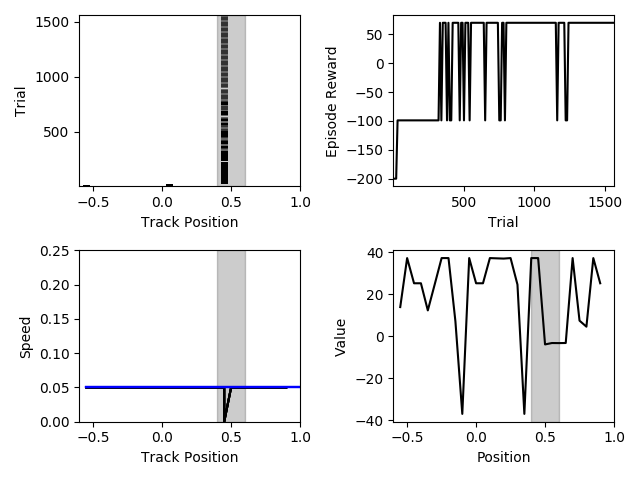 1500
1000
500
Trial
−0.5 0.0 0.5 1.0
Track Position
50
0
−50
−100
−150
−200
Episode Reward
500 1000 1500
Trial
0.25
0.20
0.15
0.10
0.05
0.00
Speed
−0.5 0.0 0.5 1.0
Track Position
40
20
0
−20
−40
Value
−0.5 0.0 0.5 1.0
Position